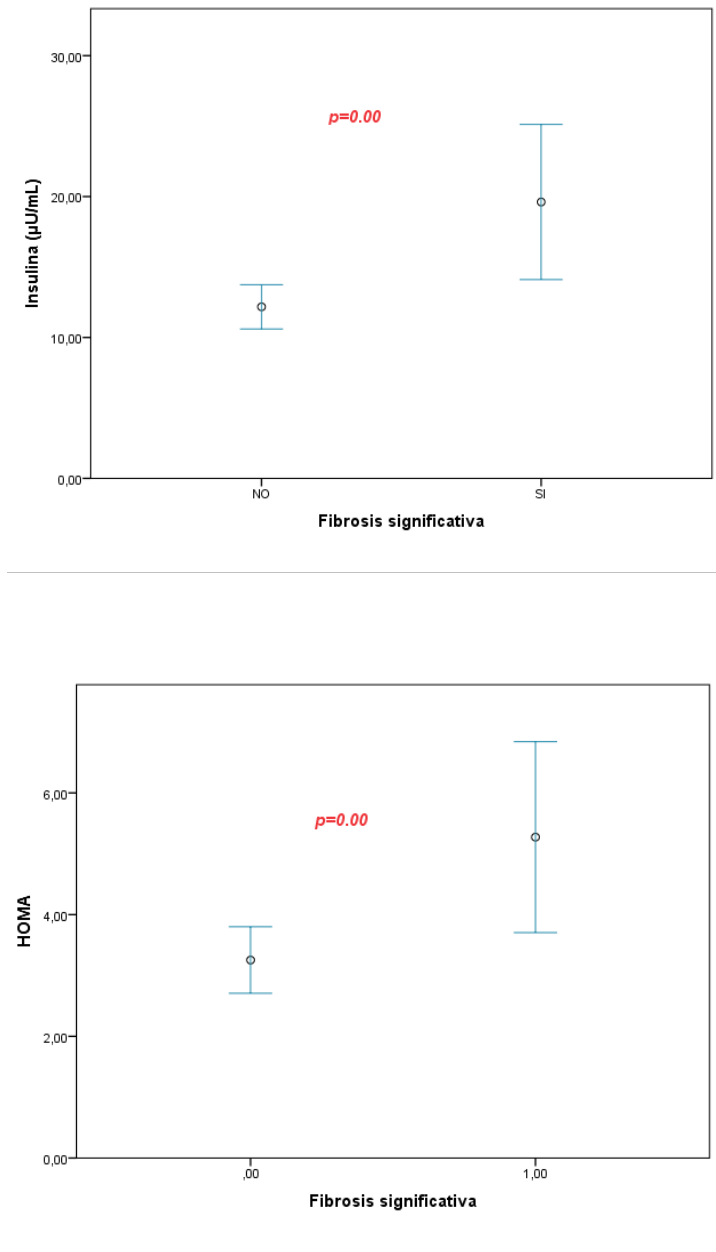 30,00
p=0.00
20,00
Insulina (µU/mL)
10,00
0,00
NO SI
Fibrosis significativa
6,00
p=0.00
4,00
HOMA
2,00
0,00
,00 1,00
Fibrosis significativa